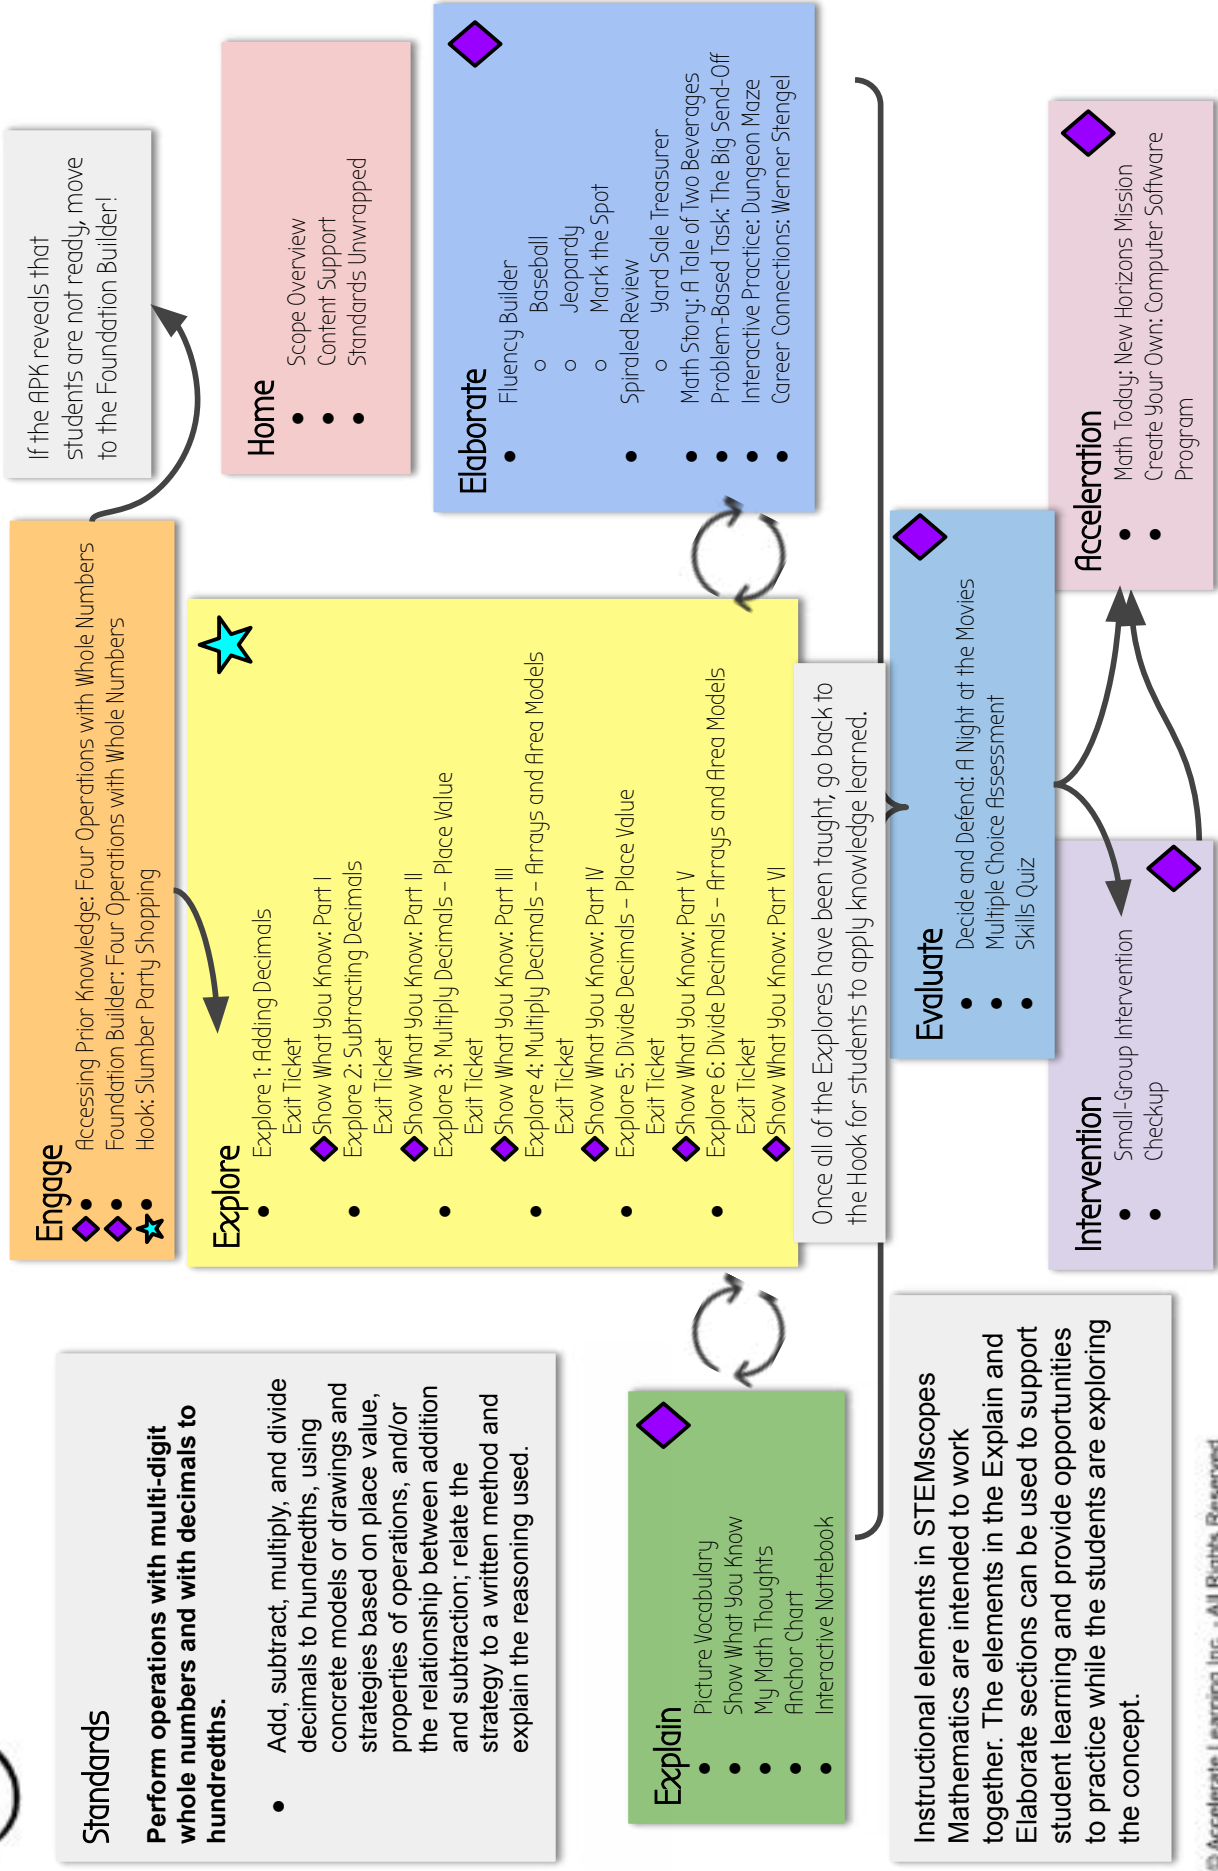 Standards
Perform operations with multi-digit
whole numbers and with decimals to
hundredths.
● Add, subtract, multiply, and divide
decimals to hundredths, using
concrete models or drawings and
strategies based on place value,
properties of operations, and/or
the relationship between addition
and subtraction; relate the
strategy to a written method and
explain the reasoning used.
Engage
● Accessing Prior Knowledge: Four Operations with Whole Numbers
● Foundation Builder: Four Operations with Whole Numbers
● Hook: Slumber Party Shopping
If the APK reveals that
students are not ready, move
to the Foundation Builder!
Home
● Scope Overview
● Content Support
● Standards Unwrapped
Explore
● Explore 1: Adding Decimals
Exit Ticket
Show What You Know: Part I
● Explore 2: Subtracting Decimals
Exit Ticket
Show What You Know: Part II
● Explore 3: Multiply Decimals – Place Value
Exit Ticket
Show What You Know: Part III
● Explore 4: Multiply Decimals – Arrays and Area Models
Exit Ticket
Show What You Know: Part IV
● Explore 5: Divide Decimals – Place Value
Exit Ticket
Show What You Know: Part V
● Explore 6: Divide Decimals – Arrays and Area Models
Exit Ticket
Show What You Know: Part VI
Explain
● Picture Vocabulary
● Show What You Know
● My Math Thoughts
● Anchor Chart
● Interactive Nottebook
Elaborate
● Fluency Builder
○ Baseball
○ Jeopardy
○ Mark the Spot
● Spiraled Review
○ Yard Sale Treasurer
● Math Story: A Tale of Two Beverages
● Problem-Based Task: The Big Send-Off
● Interactive Practice: Dungeon Maze
● Career Connections: Werner Stengel
Once all of the Explores have been taught, go back to
the Hook for students to apply knowledge learned.
Instructional elements in STEMscopes
Mathematics are intended to work
together. The elements in the Explain and
Elaborate sections can be used to support
student learning and provide opportunities
to practice while the students are exploring
the concept.
Evaluate
● Decide and Defend: A Night at the Movies
● Multiple Choice Assessment
● Skills Quiz
Intervention
● Small-Group Intervention
● Checkup
Acceleration
● Math Today: New Horizons Mission
● Create Your Own: Computer Software
Program
©Accelerate Learning Inc. - All Rights Reserved